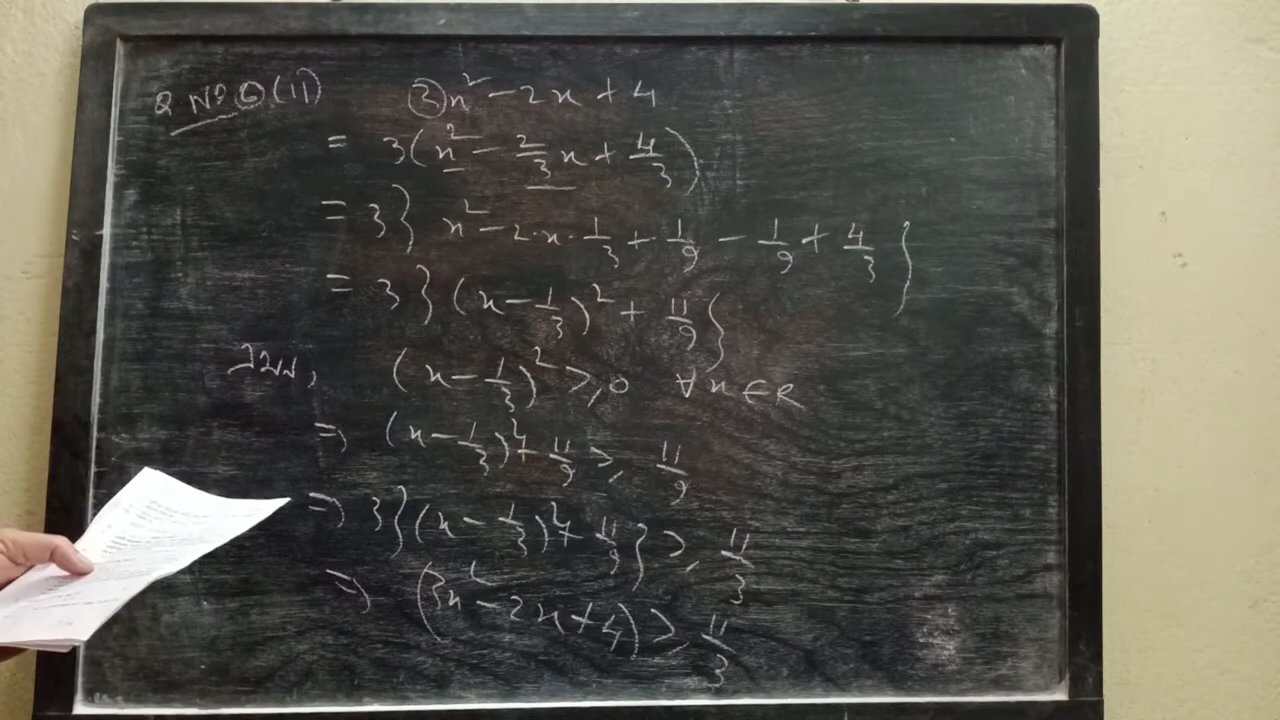 Q No 6 (11) 3x² - 2x + 4
= 3(x² - 2/3 x + 4/3)
= 3} x² - 2·x·1/3 + 1/9 - 1/9 + 4/3 }
= 3} (x - 1/3)² + 11/9 }
(x - 1/3)² ≥ 0 ∀ x ∈ R
⇒ (x - 1/3)² + 11/9 ≥ 11/9
⇒ 3} (x - 1/3)² + 11/9 } ≥ 11/3
⇒ (3x² - 2x + 4) ≥ 11/3